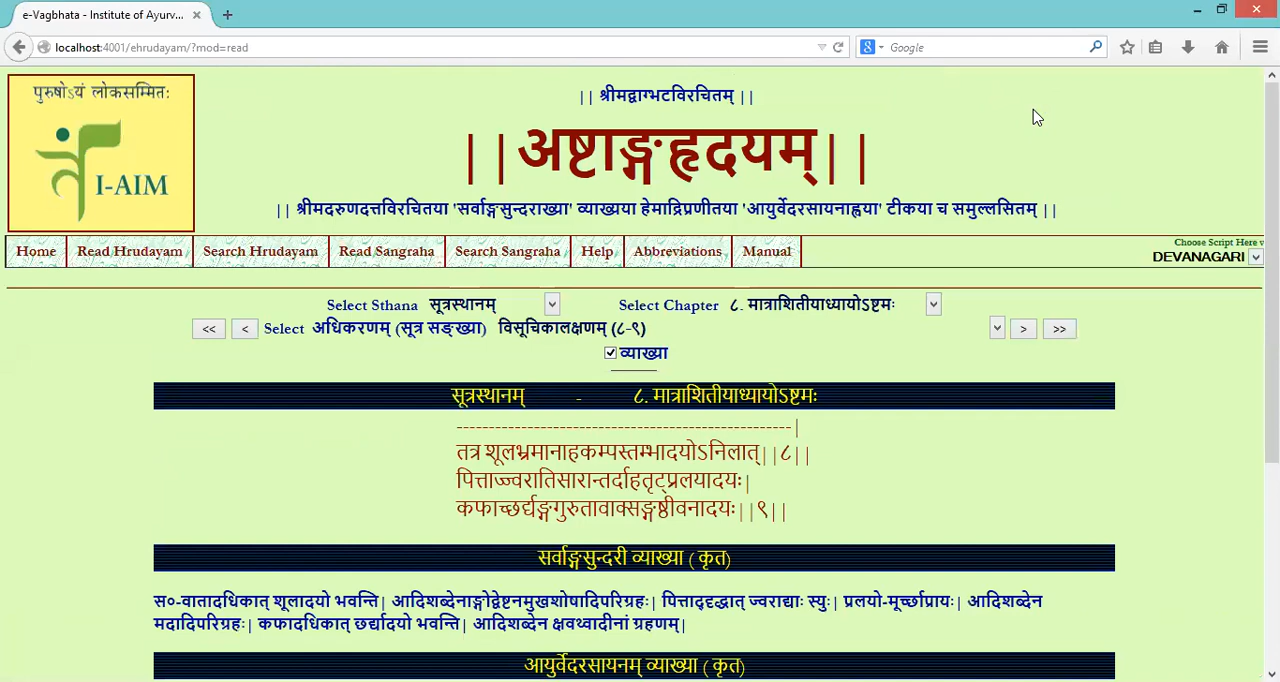 e-Vagbhata - Institute of Ayurv...
localhost:4001/ehrudayam/?mod=read
Google
पुरुषोऽयं लोकसम्मितः
I-AIM
|| श्रीमद्वाग्भटविरचितम् ||
||अष्टाङ्गहृदयम्||
|| श्रीमदरुणदत्तविरचितया 'सर्वाङ्गसुन्दराख्या' व्याख्यया हेमाद्रिप्रणीतया 'आयुर्वेदरसायनाह्वया' टीकया च समुल्लसितम् ||
Home Read Hrudayam Search Hrudayam Read Sangraha Search Sangraha Help Abbreviations Manual
Choose Script Here
DEVANAGARI
Select Sthana सूत्रस्थानम् Select Chapter ८. मात्राशितीयाध्यायोऽष्टमः
<< < Select अधिकरणम् (सूत्र सङ्ख्या) विसूचिकालक्षणम् (८-९) > >>
व्याख्या
सूत्रस्थानम् - ८. मात्राशितीयाध्यायोऽष्टमः
----------------------------------------------------|
तत्र शूलभ्रमानाहकम्पस्तम्भादयोऽनिलात्||८||
पित्ताज्ज्वरातिसारान्तर्दाहतृट्प्रलयादयः|
कफाच्छर्द्यङ्गगुरुतावाक्सङ्गष्ठीवनादयः||९||
सर्वाङ्गसुन्दरी व्याख्या (कृत)
स०-वातादधिकात् शूलादयो भवन्ति| आदिशब्देनाङ्गोद्वेष्टनमुखशोषादिपरिग्रहः| पित्ताद्दृद्धात् ज्वराद्याः स्युः| प्रलयो-मूर्च्छाप्रायः| आदिशब्देन
मदादिपरिग्रहः| कफादधिकात् छर्द्यादयो भवन्ति| आदिशब्देन क्षवथ्वादीनां ग्रहणम्|
आयुर्वेदरसायनम् व्याख्या (कृत)